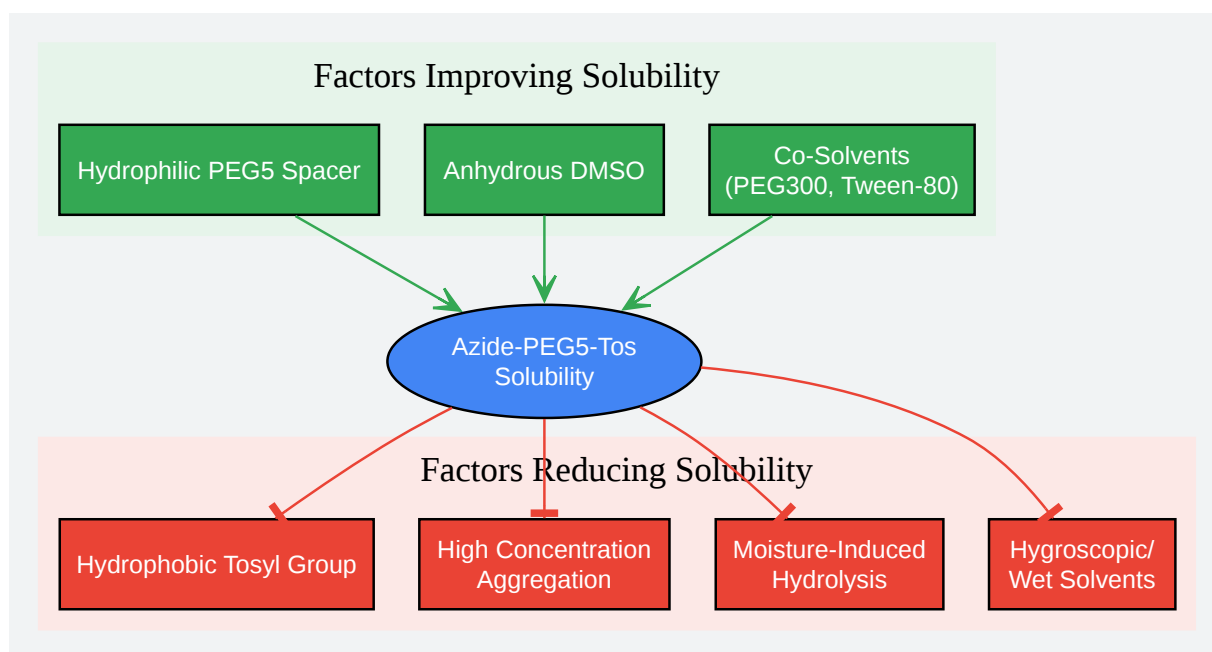 Factors Improving Solubility
Hydrophilic PEG5 Spacer
Anhydrous DMSO
Co-Solvents
(PEG300, Tween-80)
Azide-PEG5-Tos
Solubility
Factors Reducing Solubility
Hydrophobic Tosyl Group
High Concentration
Aggregation
Moisture-Induced
Hydrolysis
Hygroscopic/
Wet Solvents